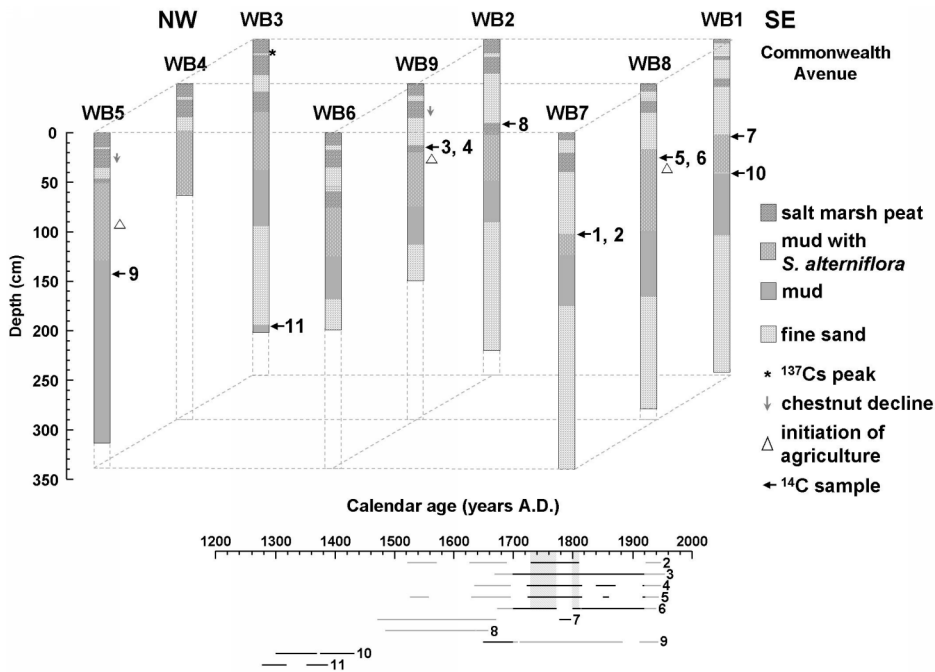 NW WB3 WB2 WB1 SE
Commonwealth
Avenue
WB4 WB9 WB8
WB5 WB6 WB7
0
50
100
150
200
250
300
350
Depth (cm)
9
11
3, 4
8
1, 2
5, 6
7
10
salt marsh peat
mud with
S. alterniflora
mud
fine sand
* ¹³⁷Cs peak
↓ chestnut decline
△ initiation of
agriculture
← ¹⁴C sample
Calendar age (years A.D.)
1200 1300 1400 1500 1600 1700 1800 1900 2000
2
3
4
5
6
7
8
9
10
11